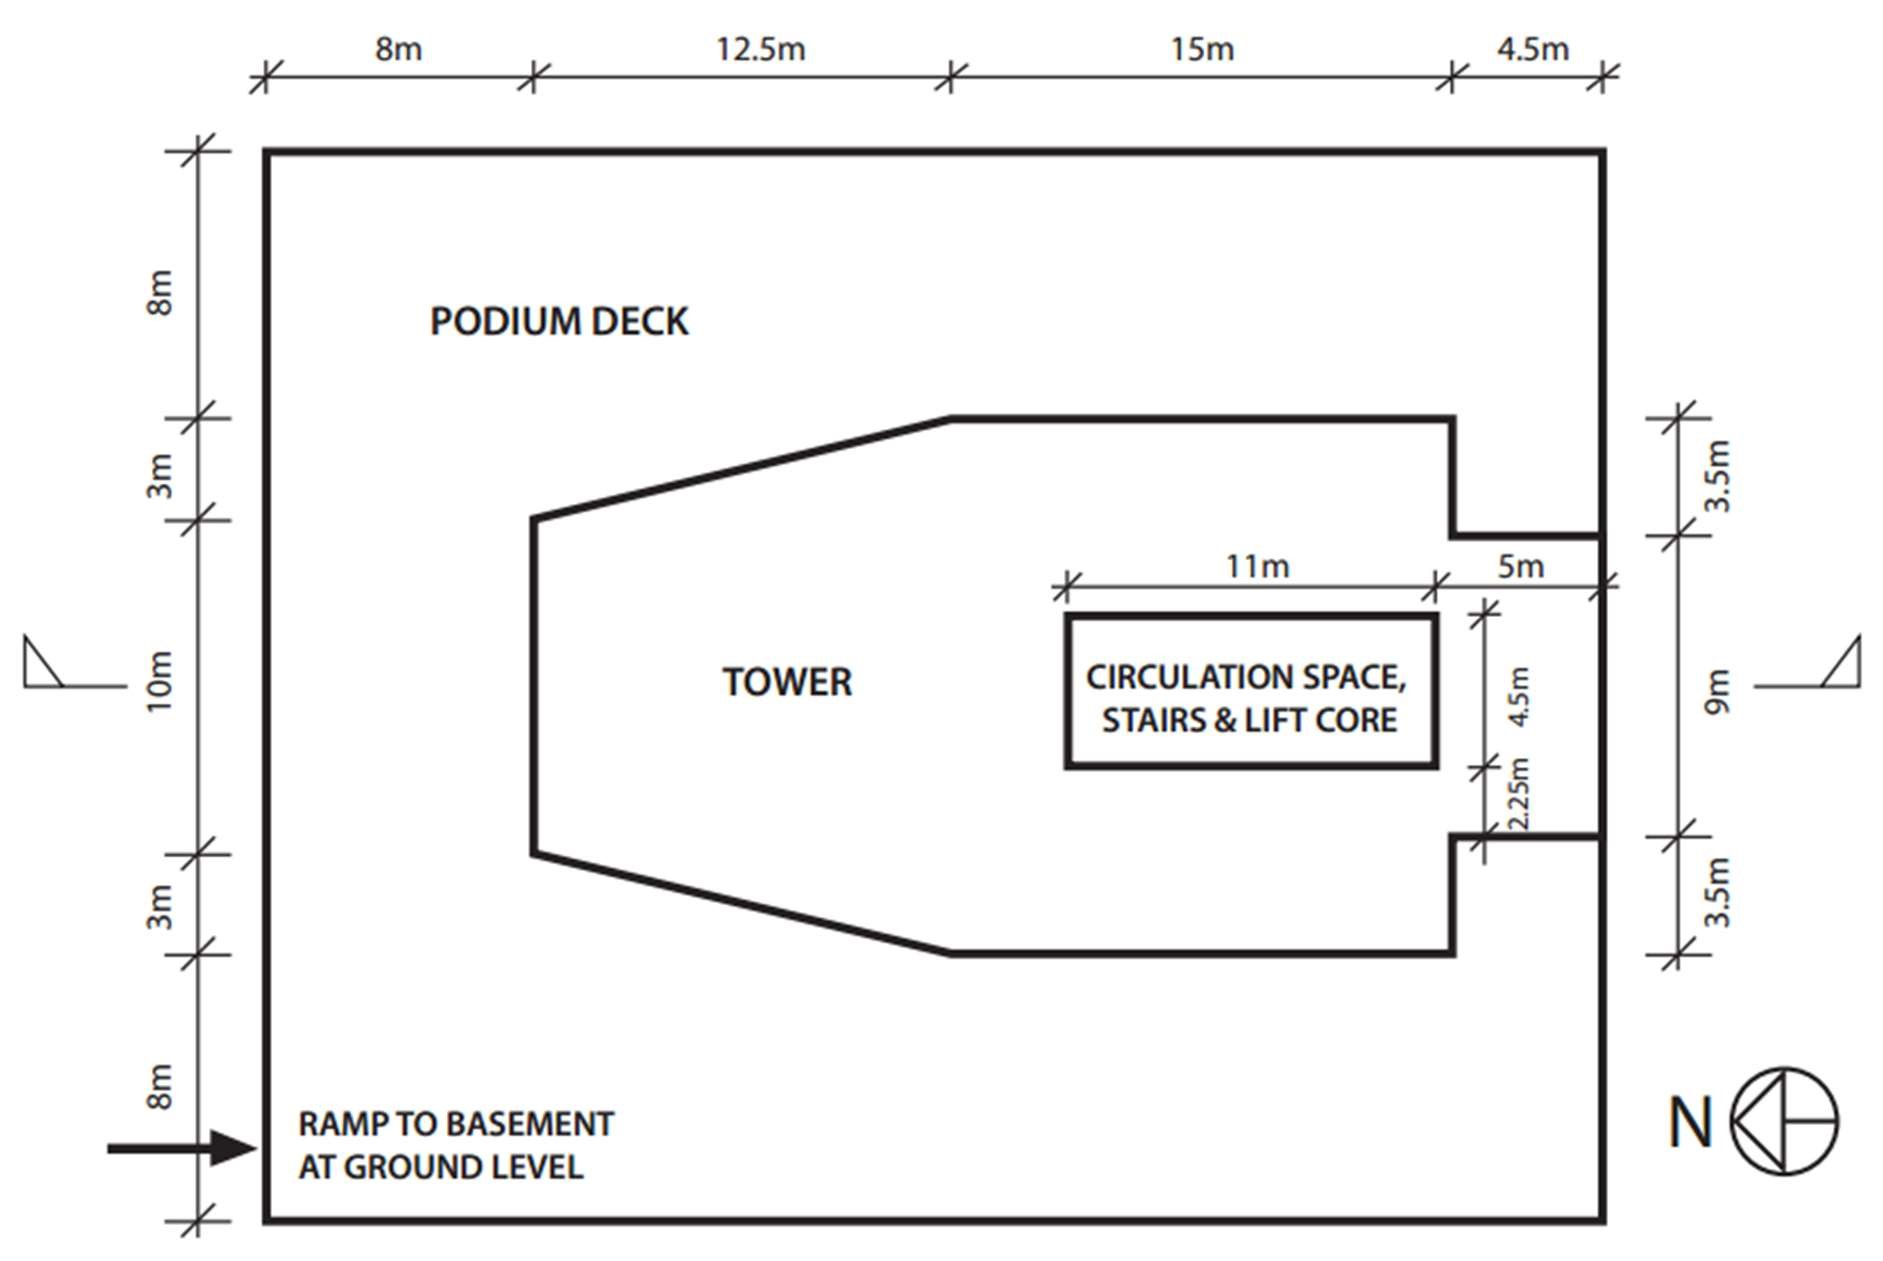 8m
12.5m
15m
4.5m
8m
PODIUM DECK
3m
3.5m
11m
5m
10m
TOWER
CIRCULATION SPACE,
STAIRS & LIFT CORE
4.5m
9m
2.25m
3m
3.5m
8m
RAMP TO BASEMENT
AT GROUND LEVEL
N